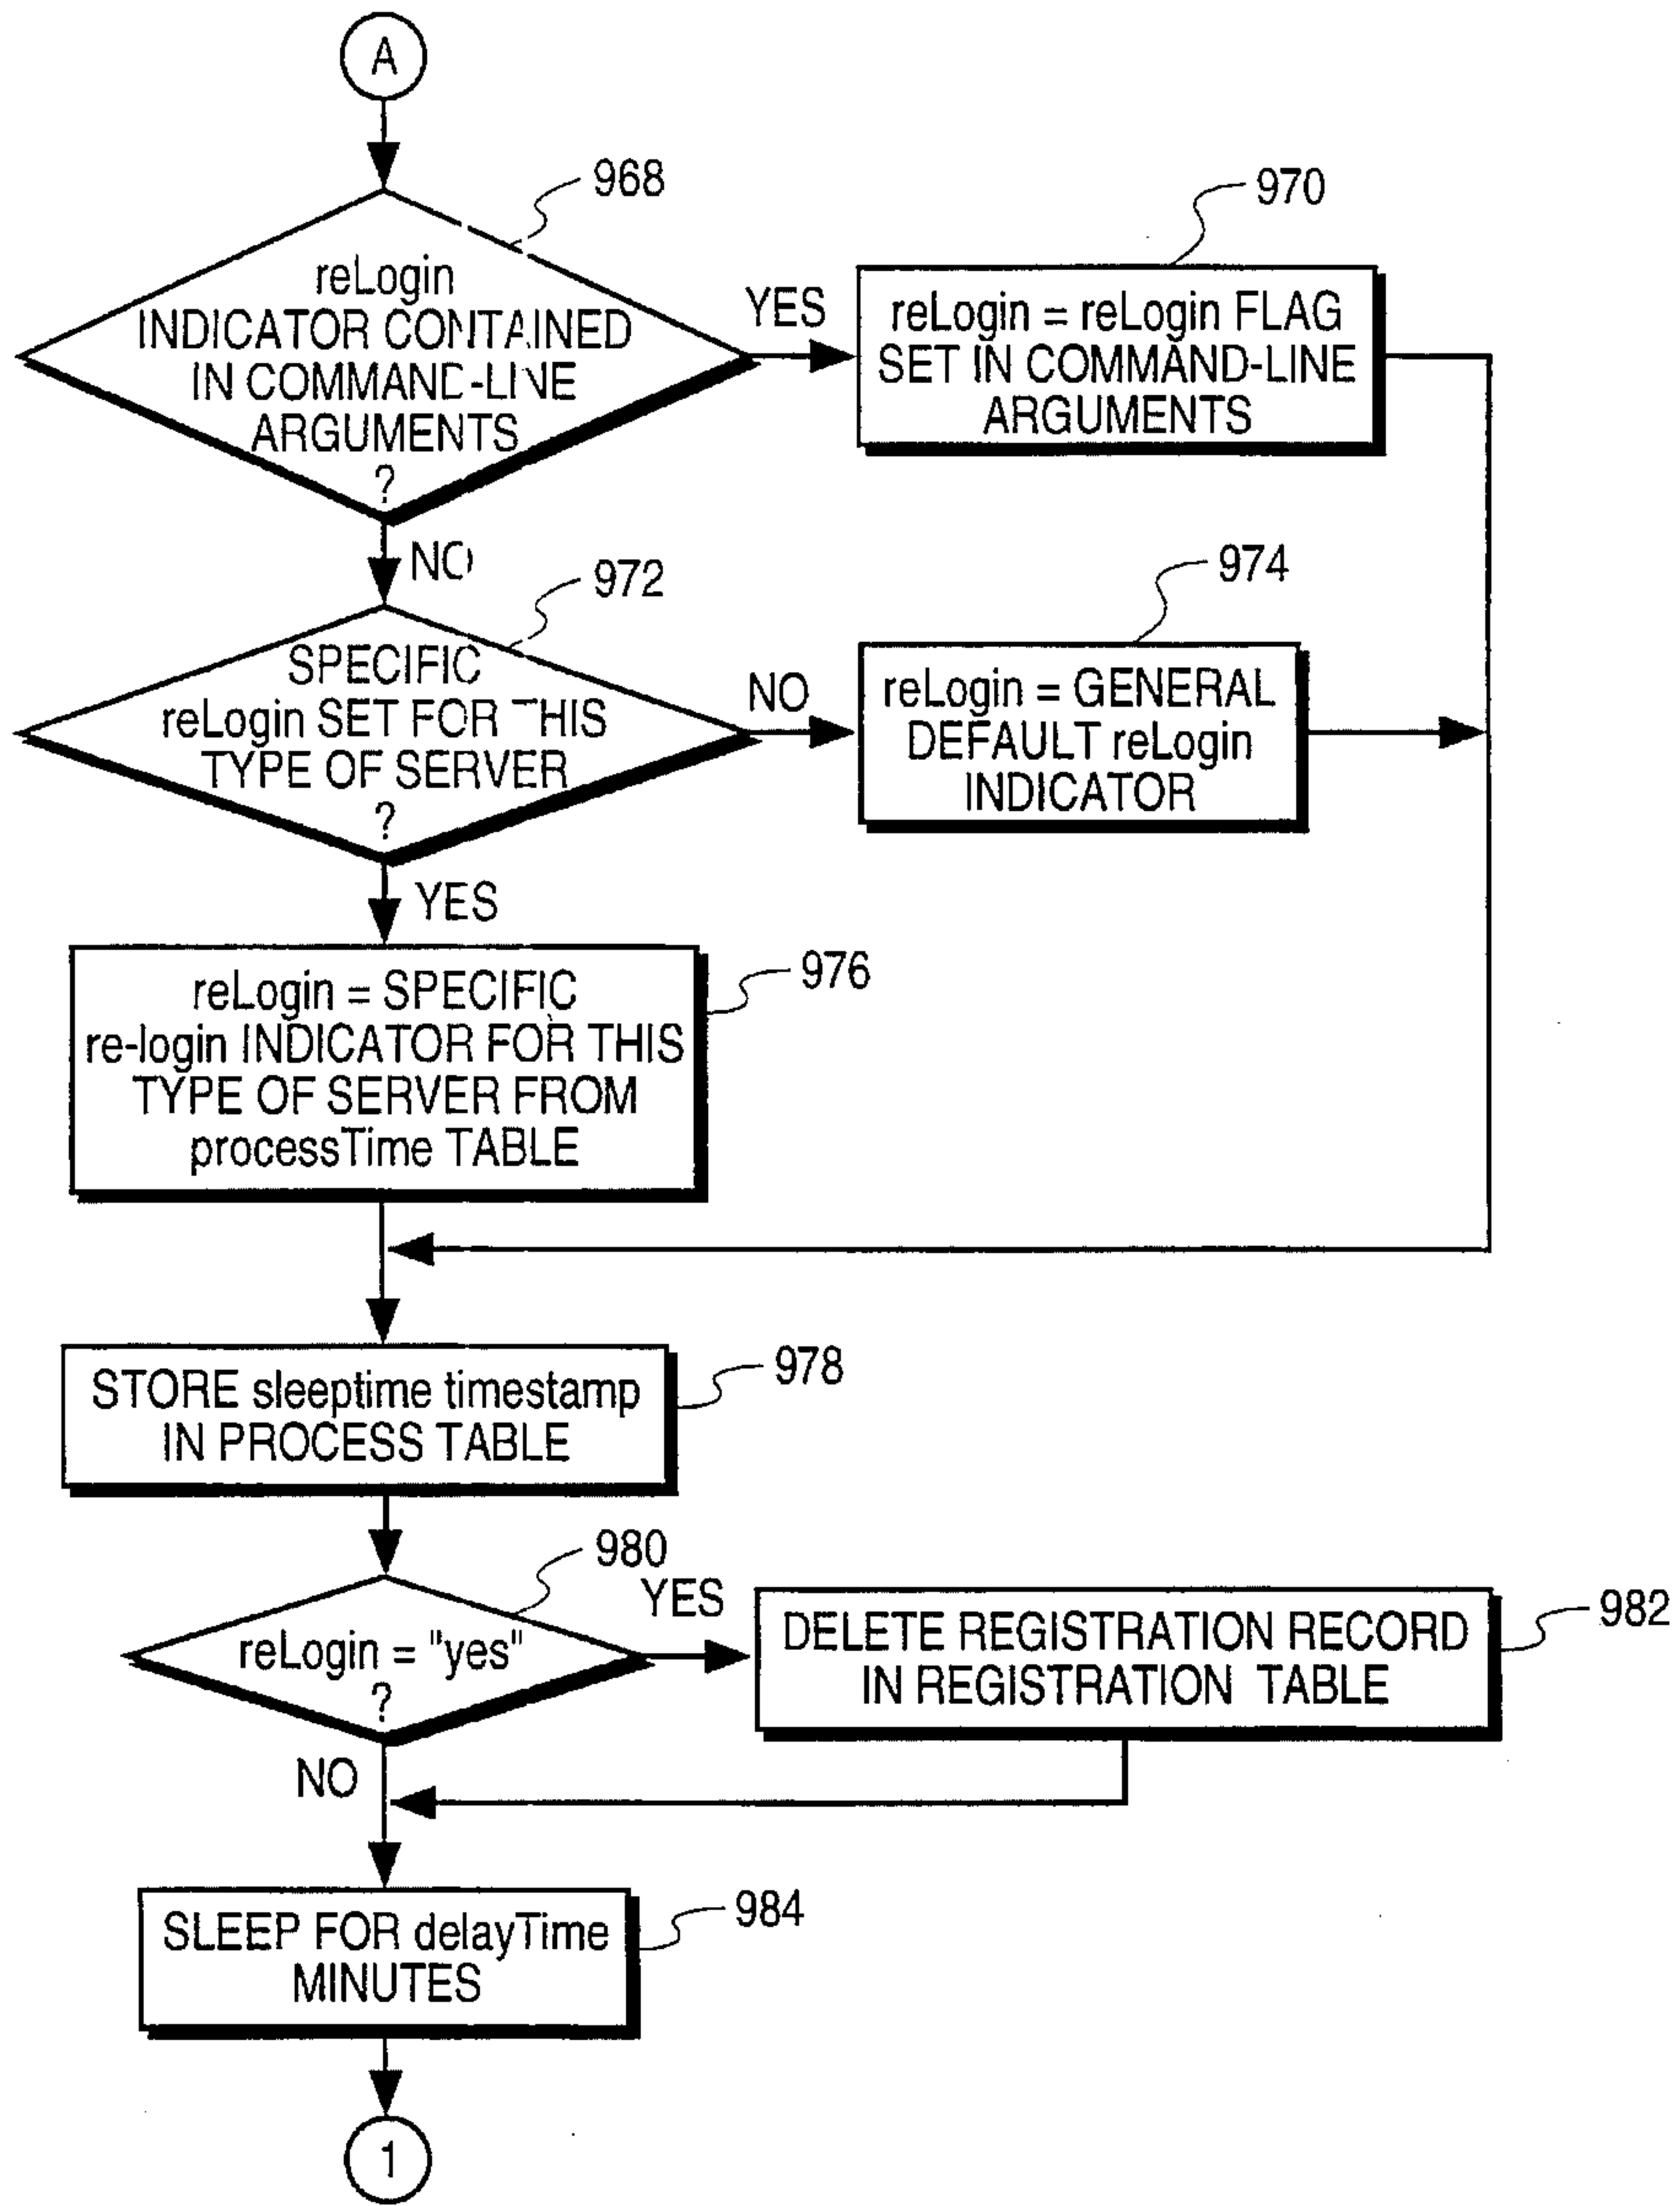 A
968
reLogin
INDICATOR CONTAINED
IN COMMAND-LINE
ARGUMENTS
?
YES
970
reLogin = reLogin FLAG
SET IN COMMAND-LINE
ARGUMENTS
NO
972
SPECIFIC
reLogin SET FOR THIS
TYPE OF SERVER
?
NO
974
reLogin = GENERAL
DEFAULT reLogin
INDICATOR
YES
976
reLogin = SPECIFIC
re-login INDICATOR FOR THIS
TYPE OF SERVER FROM
processTime TABLE
978
STORE sleeptime timestamp
IN PROCESS TABLE
980
reLogin = "yes"
?
YES
982
DELETE REGISTRATION RECORD
IN REGISTRATION TABLE
NO
984
SLEEP FOR delayTime
MINUTES
1